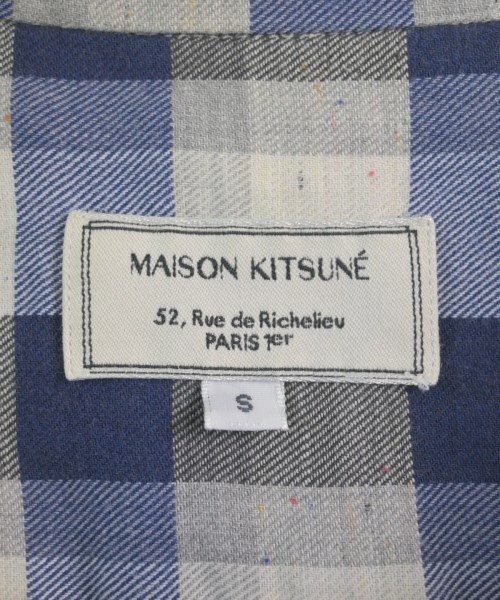 MAISON KITSUNÉ
52, Rue de Richelieu
PARIS 1er
S